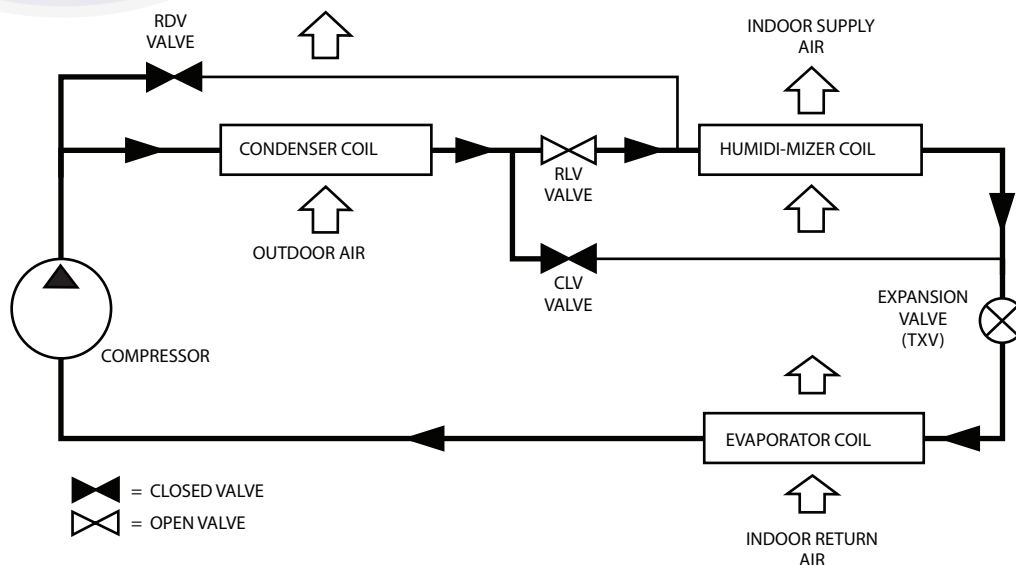 RDV
VALVE
INDOOR SUPPLY
AIR
CONDENSER COIL
HUMIDI-MIZER COIL
RLV
VALVE
OUTDOOR AIR
CLV
VALVE
EXPANSION
VALVE
(TXV)
COMPRESSOR
EVAPORATOR COIL
= CLOSED VALVE
= OPEN VALVE
INDOOR RETURN
AIR